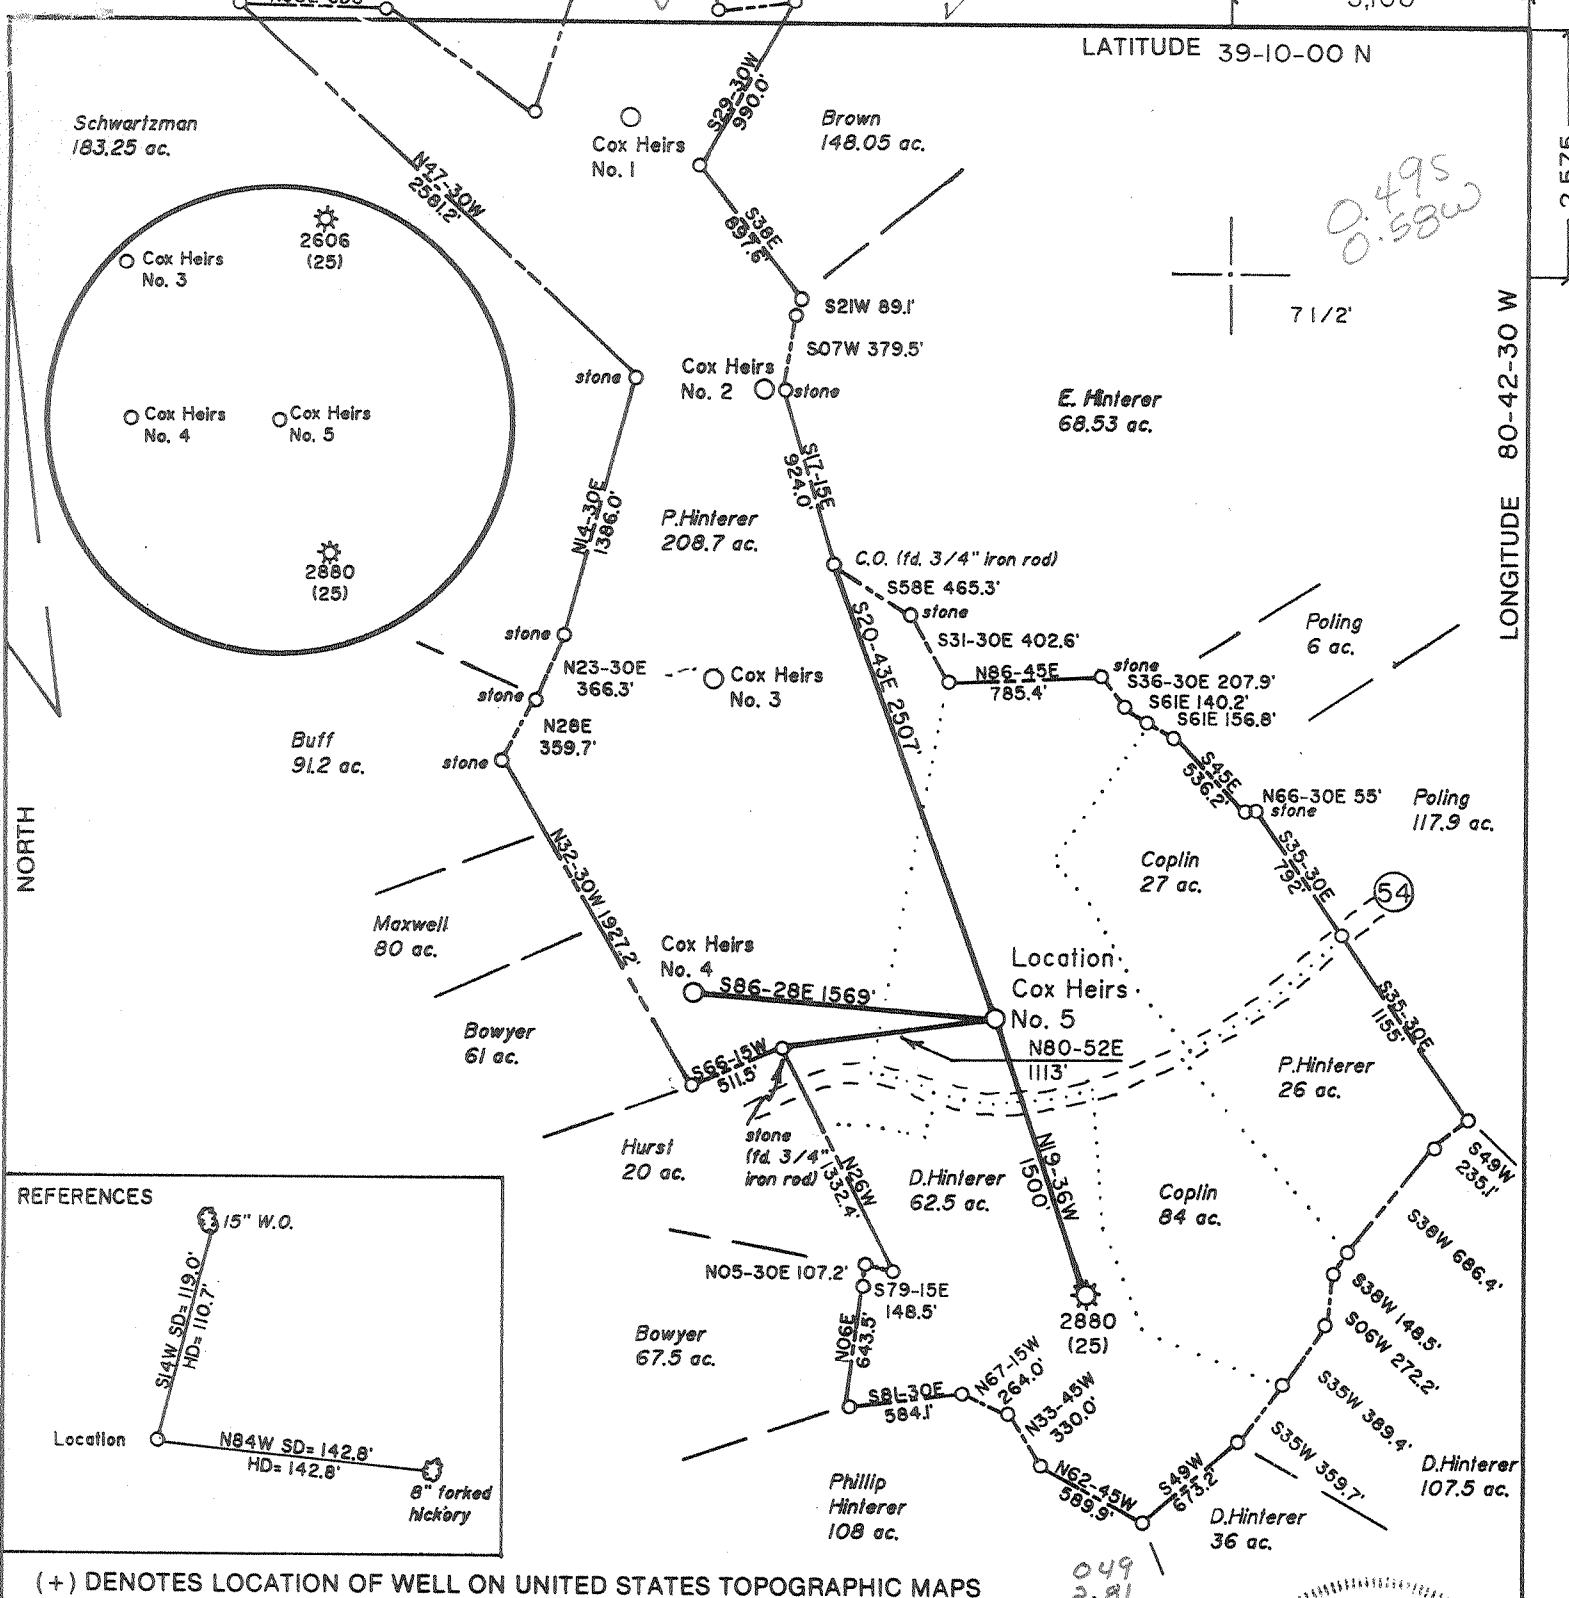 LATITUDE 39-10-00 N
2,575
Schwartzman
183.25 ac.
Cox Heirs
No. 1
S29-30W
990.0'
Brown
148.05 ac.
0.49S
0.58W
N47-30W
2581.2'
2606
(25)
Cox Heirs
No. 3
S38E
897.6'
S21W 89.1'
S07W 379.5'
7 1/2'
stone
Cox Heirs
No. 2
stone
E. Hinterer
68.53 ac.
LONGITUDE 80-42-30 W
Cox Heirs
No. 4
Cox Heirs
No. 5
S17-15E
924.0'
N14-30E
1386.0'
P.Hinterer
208.7 ac.
C.O. (fd. 3/4" iron rod)
S58E 465.3'
stone
2880
(25)
stone
S31-30E 402.6'
Poling
6 ac.
N23-30E
366.3'
Cox Heirs
No. 3
S20-43E 2507'
N86-45E
785.4'
stone
S36-30E 207.9'
S61E 140.2'
S61E 156.8'
stone
N28E
359.7'
stone
Buff
91.2 ac.
S45E
536.2'
N66-30E 55'
stone
Poling
117.9 ac.
NORTH
N32-30W 1927.2'
Coplin
27 ac.
S35-30E
792'
54
Maxwell
80 ac.
Cox Heirs
No. 4
S86-28E 1569'
Location
Cox Heirs
No. 5
S35-30E
1155'
Bowyer
61 ac.
N80-52E
1113'
S66-15W
511.5'
P.Hinterer
26 ac.
Hurst
20 ac.
stone
(fd. 3/4"
iron rod)
N26W
1332.4'
D.Hinterer
62.5 ac.
N19-36W
1500'
Coplin
84 ac.
S49W
235.1'
S38W 686.4'
REFERENCES
15" W.O.
S14W SD= 119.0'
HD= 110.7'
Location
N84W SD= 142.8'
HD= 142.8'
8" forked
hickory
N05-30E 107.2'
S79-15E
148.5'
S38W 148.5'
S06W 272.2'
2880
(25)
Bowyer
67.5 ac.
N06E
643.5'
S81-30E
584.1'
N67-15W
264.0'
N33-45W
330.0'
S35W 389.4'
S35W 359.7'
D.Hinterer
107.5 ac.
N62-45W
589.9'
S49W
673.2'
Phillip
Hinterer
108 ac.
D.Hinterer
36 ac.
049
(+) DENOTES LOCATION OF WELL ON UNITED STATES TOPOGRAPHIC MAPS